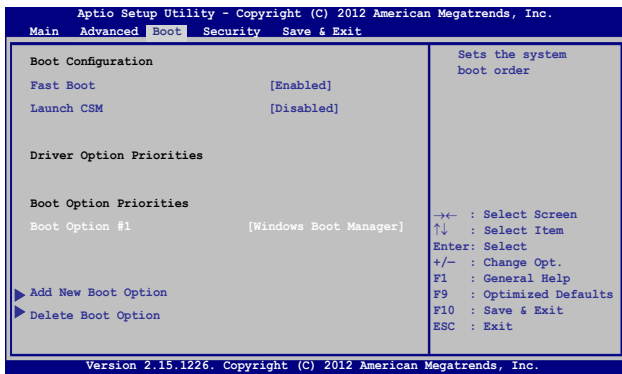 Aptio Setup Utility - Copyright (C) 2012 American Megatrends, Inc.
Main Advanced Boot Security Save & Exit
Boot Configuration
Fast Boot [Enabled]
Launch CSM [Disabled]
Driver Option Priorities
Boot Option Priorities
Boot Option #1 [Windows Boot Manager]
Add New Boot Option
Delete Boot Option
Sets the system
boot order
→← : Select Screen
↑↓ : Select Item
Enter: Select
+/— : Change Opt.
F1 : General Help
F9 : Optimized Defaults
F10 : Save & Exit
ESC : Exit
Version 2.15.1226. Copyright (C) 2012 American Megatrends, Inc.